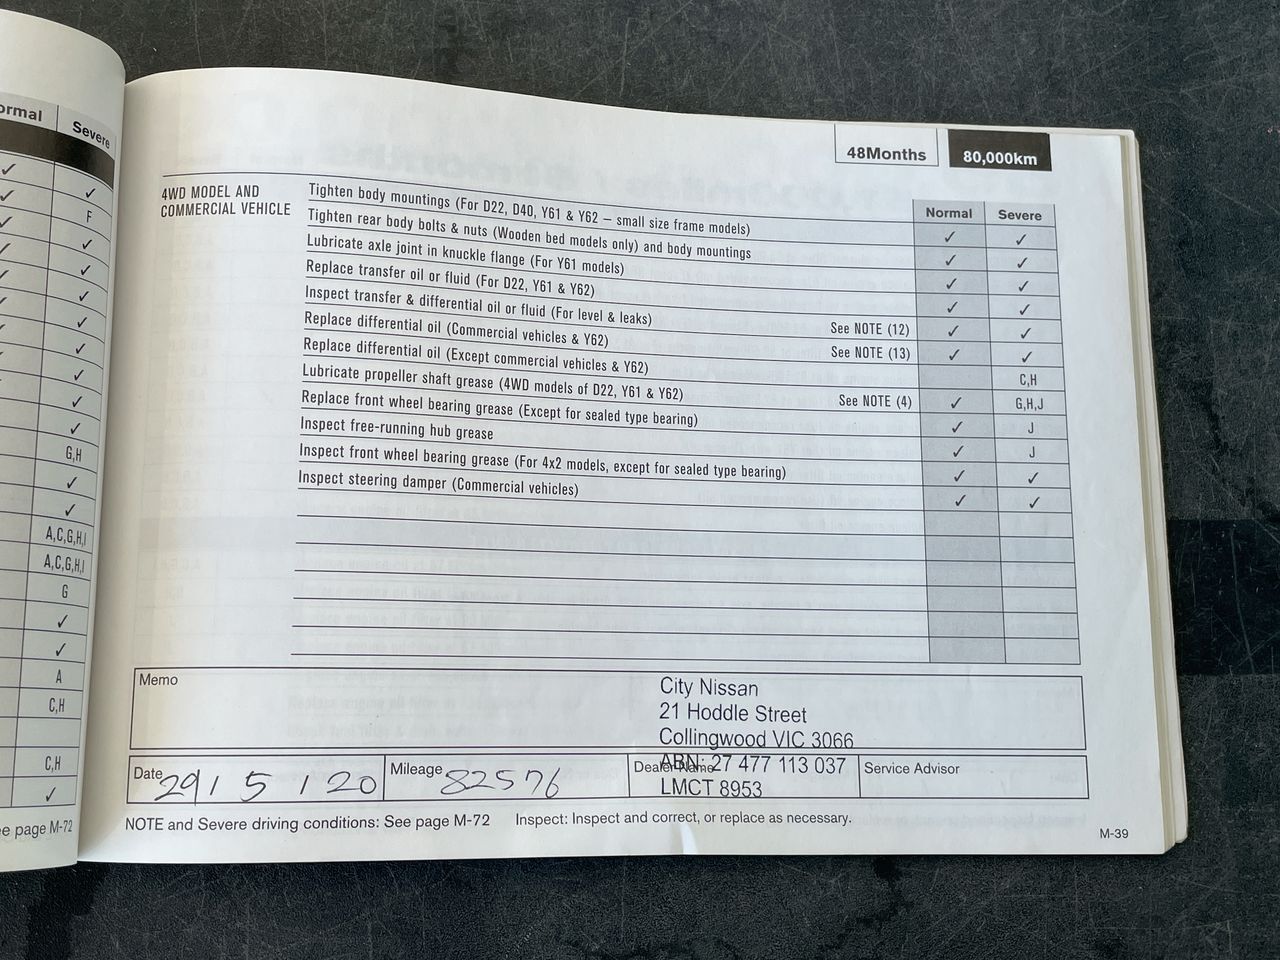 ormal Severe
✓ ✓
F
✓
✓
✓
✓
✓
✓
✓
✓
G,H
✓
✓
A,C,G,H,I
A,C,G,H,I
G
✓
✓
A
C,H
C,H
✓
ee page M-72
48Months 80,000km
4WD MODEL AND
COMMERCIAL VEHICLE
Normal Severe
Tighten body mountings (For D22, D40, Y61 & Y62 – small size frame models) ✓ ✓
Tighten rear body bolts & nuts (Wooden bed models only) and body mountings ✓ ✓
Lubricate axle joint in knuckle flange (For Y61 models) ✓ ✓
Replace transfer oil or fluid (For D22, Y61 & Y62) ✓ ✓
Inspect transfer & differential oil or fluid (For level & leaks) See NOTE (12) ✓ ✓
Replace differential oil (Commercial vehicles & Y62) See NOTE (13) ✓ ✓
Replace differential oil (Except commercial vehicles & Y62) C,H
Lubricate propeller shaft grease (4WD models of D22, Y61 & Y62) See NOTE (4) ✓ G,H,J
Replace front wheel bearing grease (Except for sealed type bearing) ✓ J
Inspect free-running hub grease ✓ J
Inspect front wheel bearing grease (For 4x2 models, except for sealed type bearing) ✓ ✓
Inspect steering damper (Commercial vehicles) ✓ ✓
Memo
City Nissan
21 Hoddle Street
Collingwood VIC 3066
ABN: 27 477 113 037
LMCT 8953
Date 29 / 5 / 20 Mileage 82576 Dealer Name Service Advisor
NOTE and Severe driving conditions: See page M-72 Inspect: Inspect and correct, or replace as necessary.
M-39